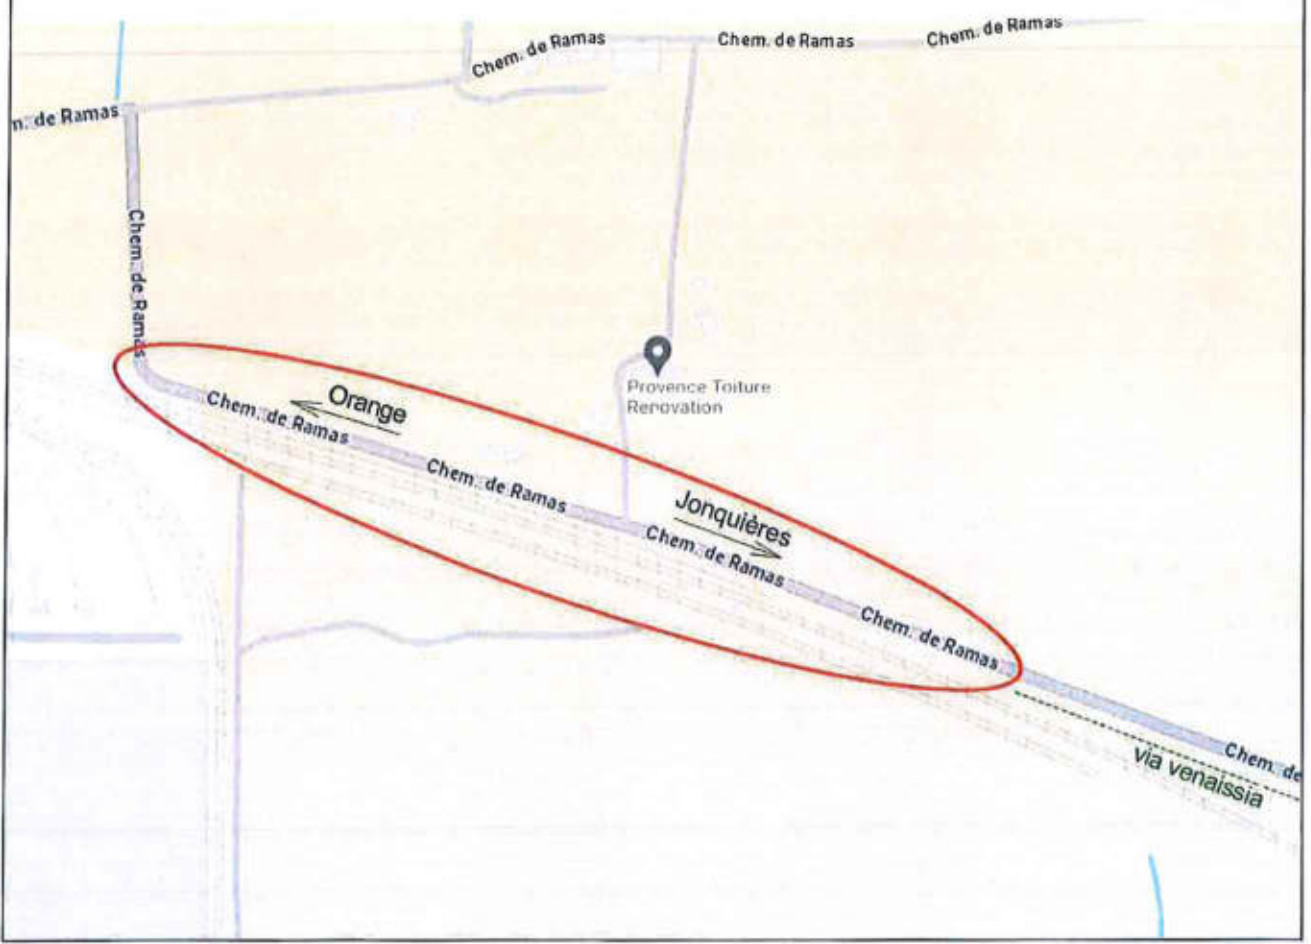 Chem. de Ramas
Chem. de Ramas
Chem. de Ramas
n. de Ramas
Chem. de Ramas
Provence Toiture
Renovation
Orange
Chem. de Ramas
Chem. de Ramas
Jonquières
Chem. de Ramas
Chem. de Ramas
Chem. de
via venaissia